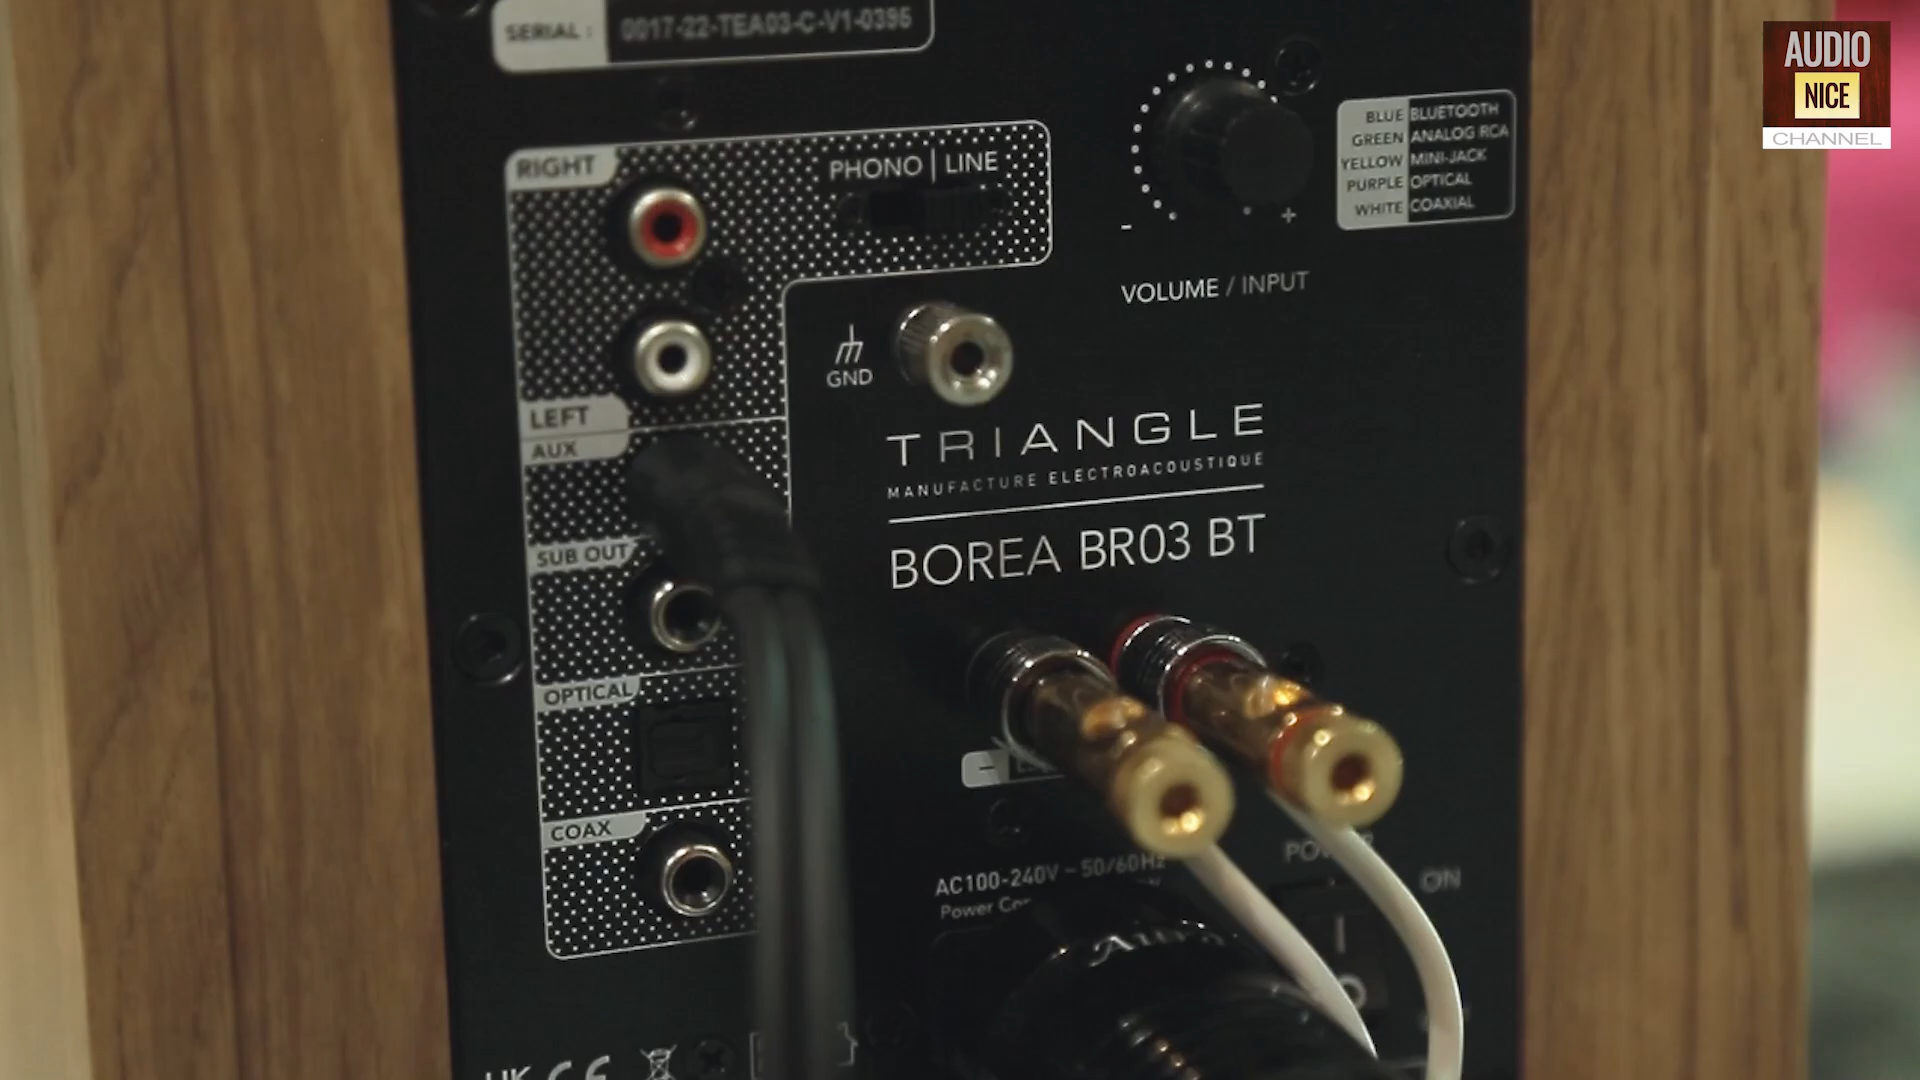 SERIAL : 0017-22-TEA03-C-V1-0395
AUDIO
NICE
CHANNEL
RIGHT
PHONO | LINE
BLUE BLUETOOTH
GREEN ANALOG RCA
YELLOW MINI-JACK
PURPLE OPTICAL
WHITE COAXIAL
- +
VOLUME / INPUT
GND
LEFT
AUX
TRIANGLE
MANUFACTURE ELECTROACOUSTIQUE
BOREA BR03 BT
SUB OUT
OPTICAL
COAX
AC100-240V ~ 50/60Hz
Power
ON
UK CE